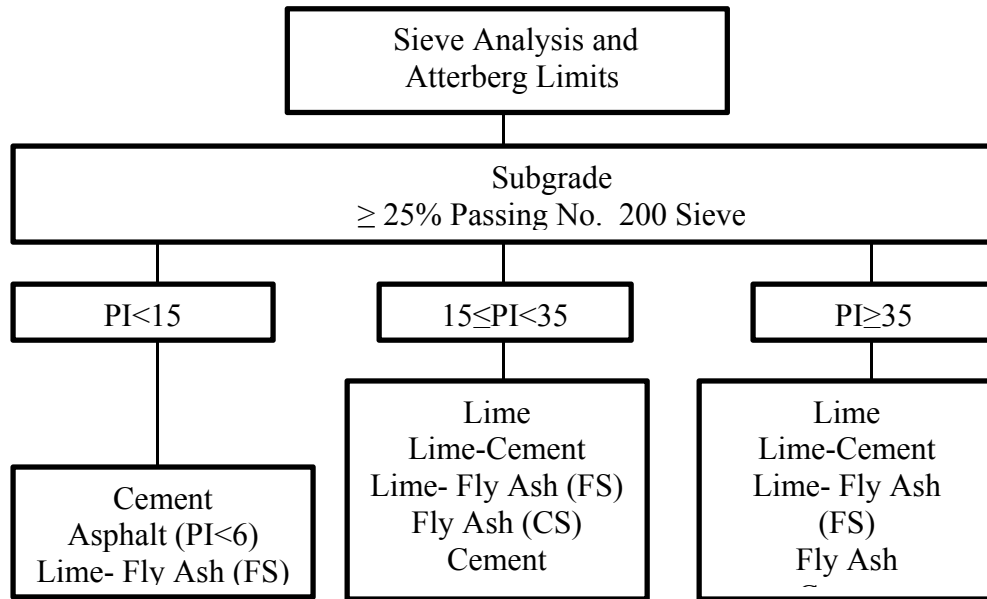 Sieve Analysis and
Atterberg Limits
Subgrade
≥ 25% Passing No. 200 Sieve
PI<15
15≤PI<35
PI≥35
Cement
Asphalt (PI<6)
Lime- Fly Ash (FS)
Lime
Lime-Cement
Lime- Fly Ash (FS)
Fly Ash (CS)
Cement
Lime
Lime-Cement
Lime- Fly Ash
(FS)
Fly Ash